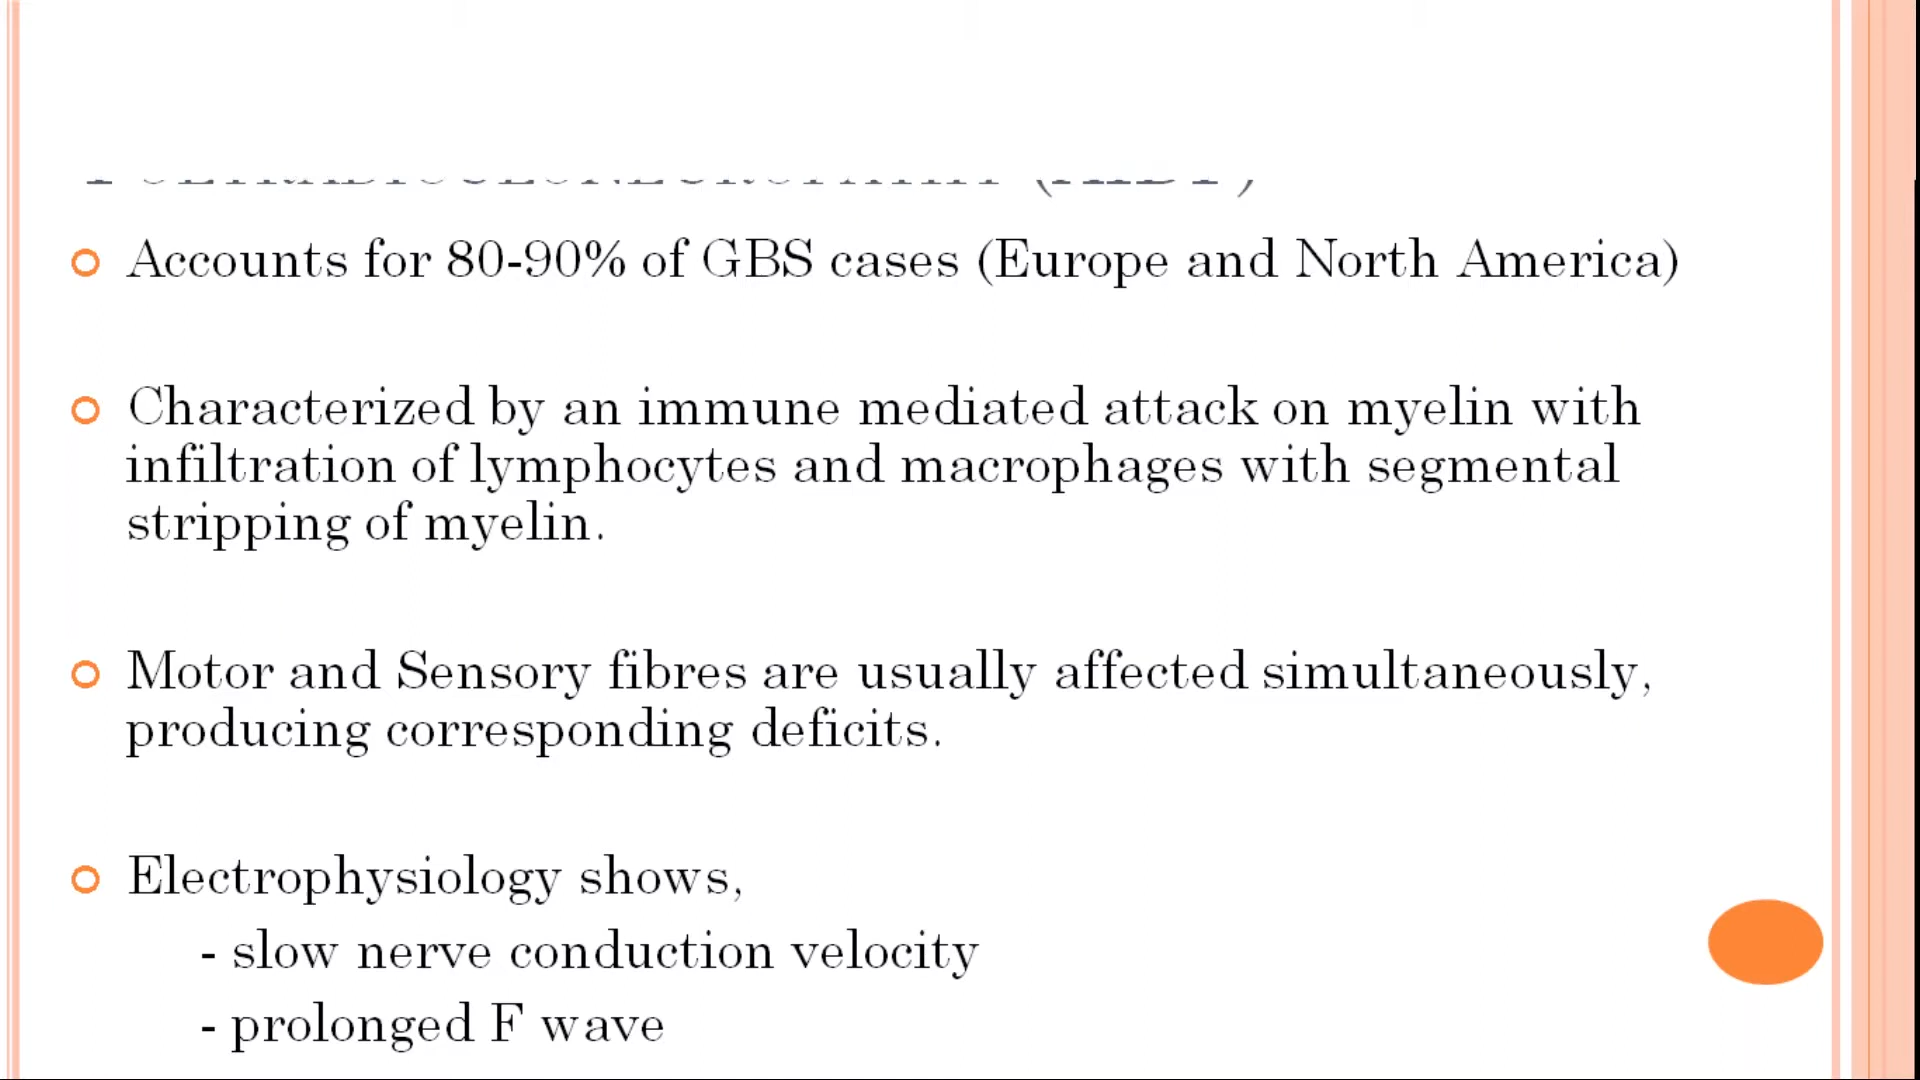 Accounts for 80-90% of GBS cases (Europe and North America)
Characterized by an immune mediated attack on myelin with
infiltration of lymphocytes and macrophages with segmental
stripping of myelin.
Motor and Sensory fibres are usually affected simultaneously,
producing corresponding deficits.
Electrophysiology shows,
- slow nerve conduction velocity
- prolonged F wave